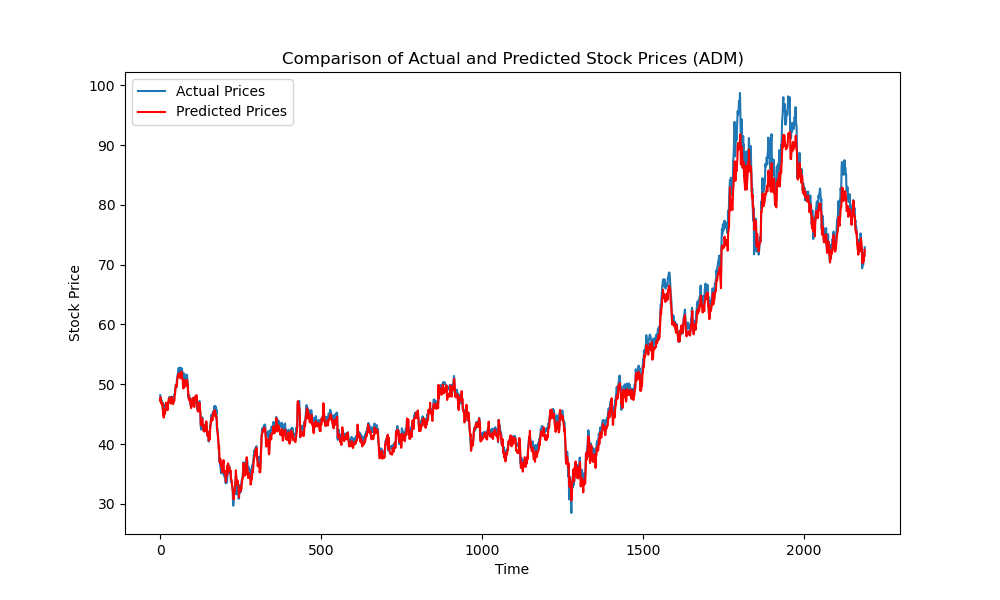 Comparison of Actual and Predicted Stock Prices (ADM)
Actual Prices
Predicted Prices
Stock Price
100
90
80
70
60
50
40
30
0 500 1000 1500 2000
Time